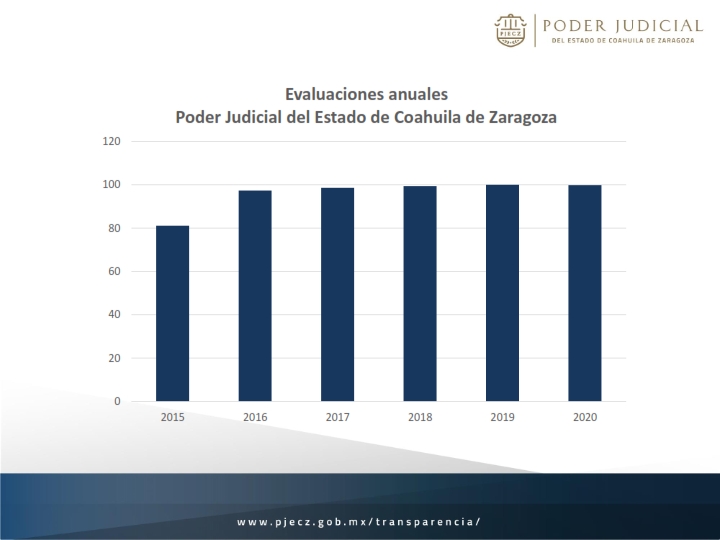 PJECZ
PODER JUDICIAL
DEL ESTADO DE COAHUILA DE ZARAGOZA
Evaluaciones anuales
Poder Judicial del Estado de Coahuila de Zaragoza
120
100
80
60
40
20
0
2015 2016 2017 2018 2019 2020
www.pjecz.gob.mx/transparencia/